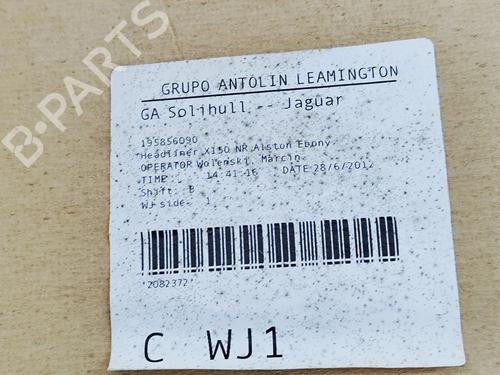 B-PARTS
GRUPO ANTOLIN LEAMINGTON
GA Solihull -- Jaguar
195856090
Headliner X150 NR Alston Ebony
OPERATOR Wolenski, Marcin
TIME 14-41-16 DATE 28/6/2012
Shift: B
WJ side- 1
*2082372*
C WJ1